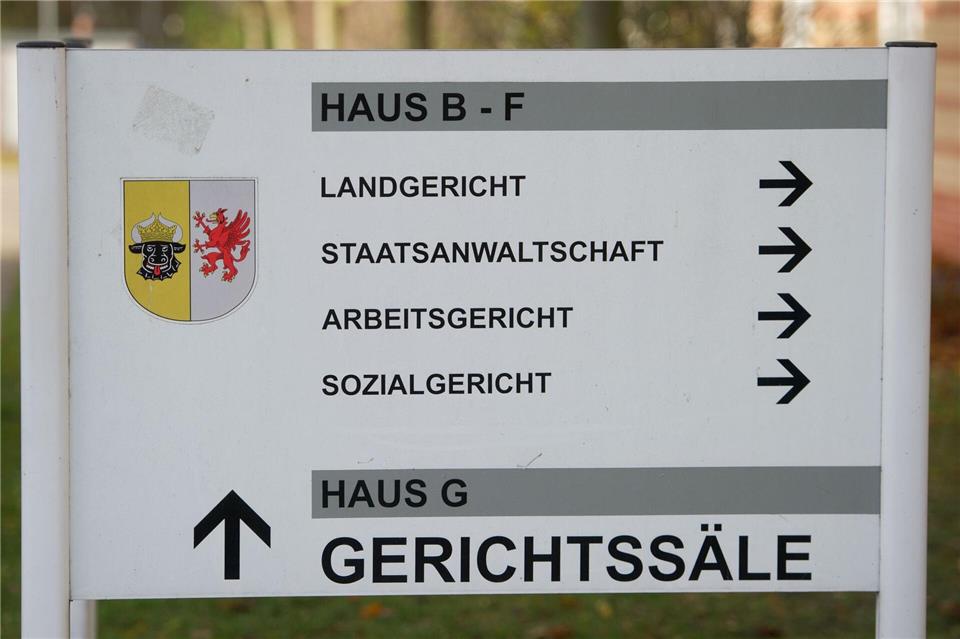 HAUS B - F
LANDGERICHT
STAATSANWALTSCHAFT
ARBEITSGERICHT
SOZIALGERICHT
HAUS G
GERICHTSSÄLE